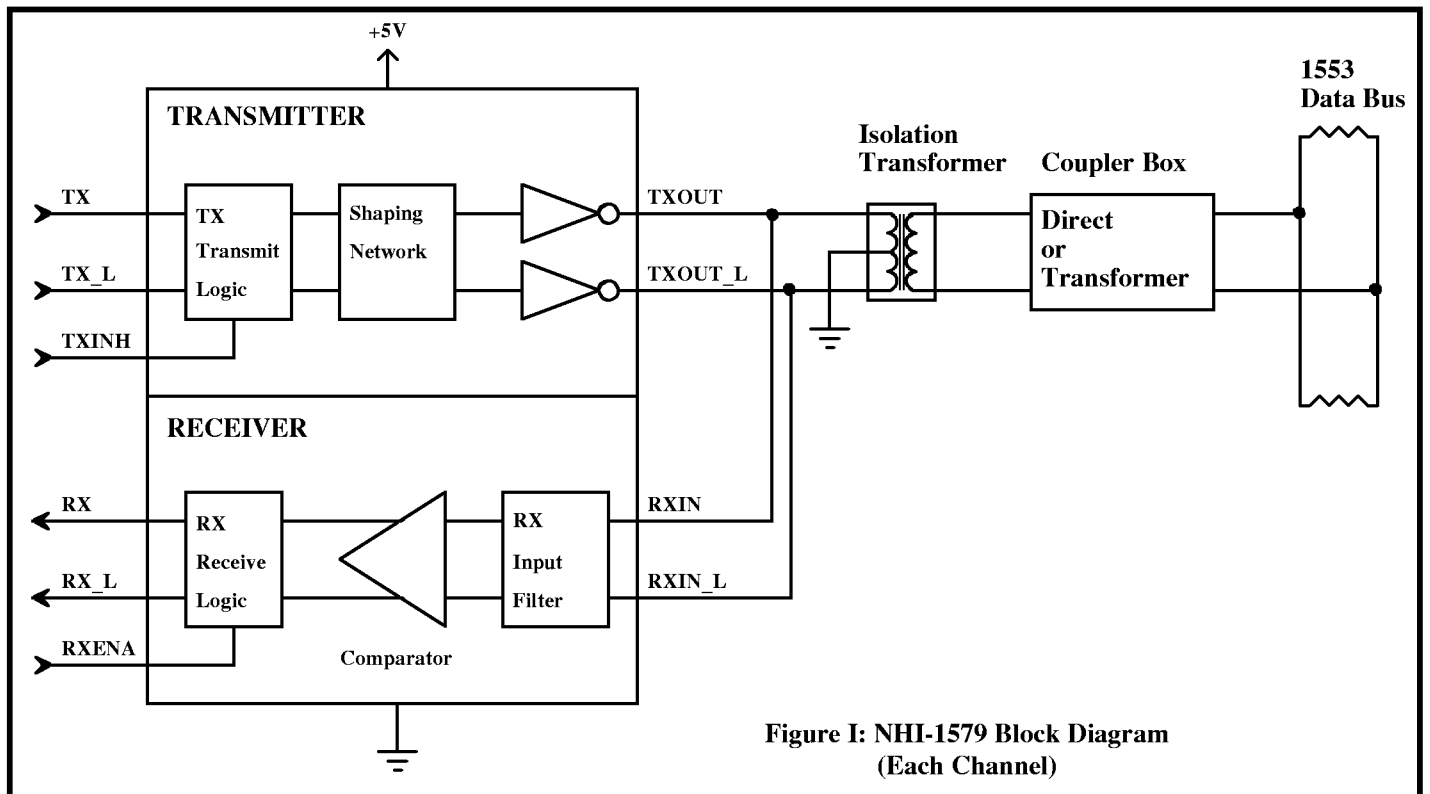 +5V
1553
Data Bus
TRANSMITTER
Isolation
Transformer
Coupler Box
TX
TX
Transmit
Logic
Shaping
Network
TXOUT
Direct
or
Transformer
TX_L
TXOUT_L
TXINH
RECEIVER
RX
RX
Receive
Logic
RX
Input
Filter
RXIN
RX_L
RXIN_L
RXENA
Comparator
Figure I: NHI-1579 Block Diagram
(Each Channel)